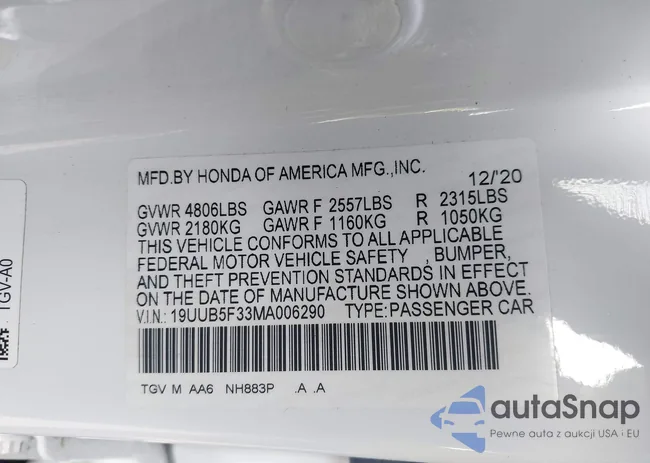 MFD.BY HONDA OF AMERICA MFG.,INC. 12/'20
GVWR 4806LBS GAWR F 2557LBS R 2315LBS
GVWR 2180KG GAWR F 1160KG R 1050KG
THIS VEHICLE CONFORMS TO ALL APPLICABLE
FEDERAL MOTOR VEHICLE SAFETY , BUMPER,
AND THEFT PREVENTION STANDARDS IN EFFECT
ON THE DATE OF MANUFACTURE SHOWN ABOVE.
V.I.N.: 19UUB5F33MA006290 TYPE:PASSENGER CAR
TGV M AA6 NH883P .A .A
TGV-A0
autaSnap
Pewne auta z aukcji USA i EU